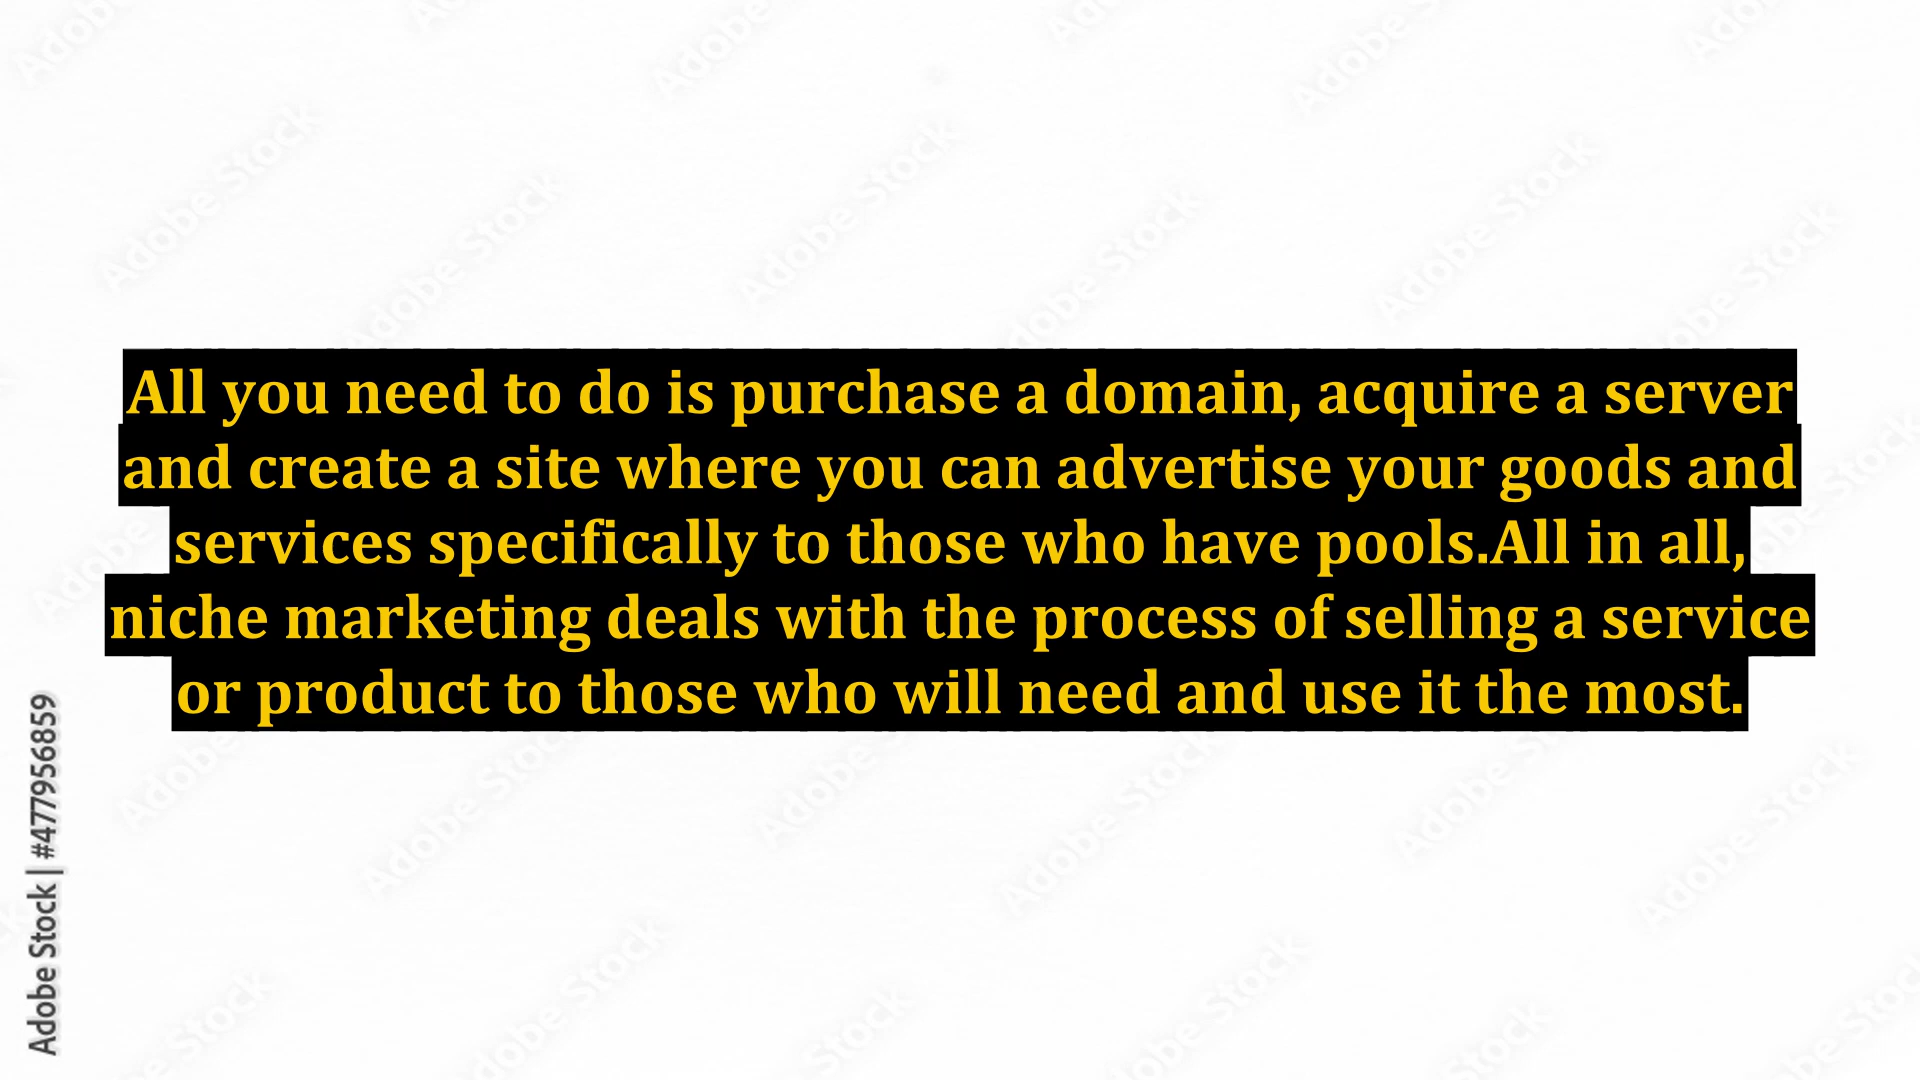 All you need to do is purchase a domain, acquire a server
and create a site where you can advertise your goods and
services specifically to those who have pools.All in all,
niche marketing deals with the process of selling a service
or product to those who will need and use it the most.
Adobe Stock | #477956859